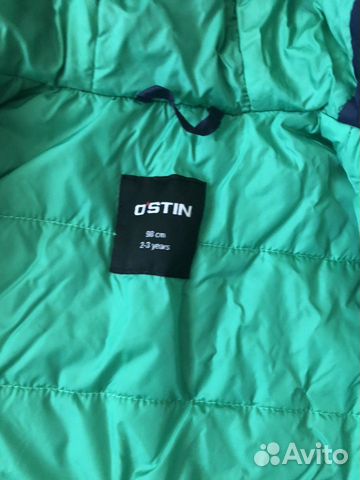 O'STIN
98 cm
2-3 years
Avito